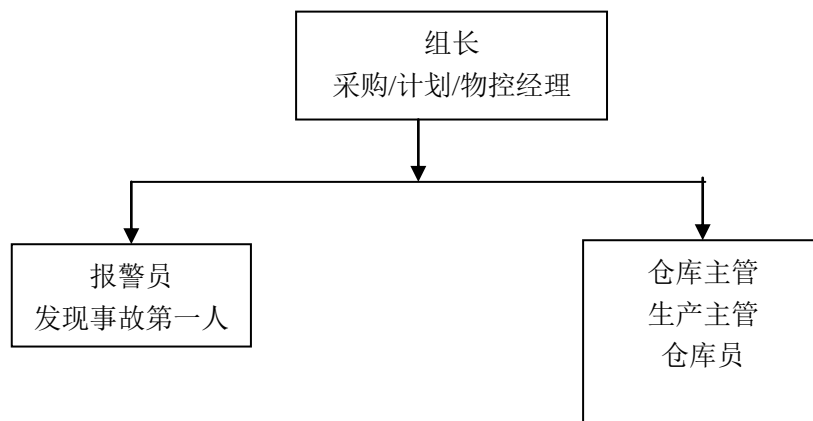 组长
采购/计划/物控经理
报警员
发现事故第一人
仓库主管
生产主管
仓库员